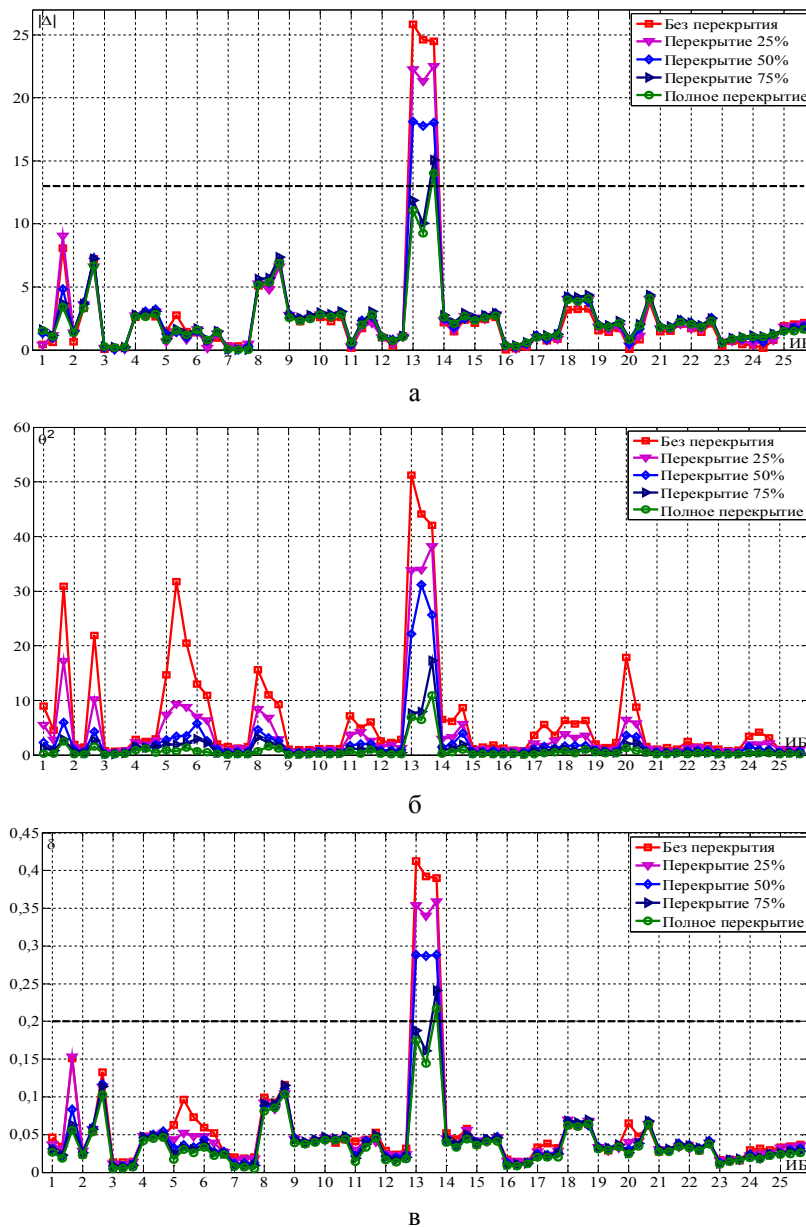 |Δ|
Без перекрытия
Перекрытие 25%
Перекрытие 50%
Перекрытие 75%
Полное перекрытие
25
20
15
10
5
0
1 2 3 4 5 6 7 8 9 10 11 12 13 14 15 16 17 18 19 20 21 22 23 24 25
ИБ
а
60
θ²
Без перекрытия
Перекрытие 25%
Перекрытие 50%
Перекрытие 75%
Полное перекрытие
50
40
30
20
10
0
ИБ
1 2 3 4 5 6 7 8 9 10 11 12 13 14 15 16 17 18 19 20 21 22 23 24 25
б
0,45
δ
Без перекрытия
Перекрытие 25%
Перекрытие 50%
Перекрытие 75%
Полное перекрытие
0,4
0,35
0,3
0,25
0,2
0,15
0,1
0,05
0
ИБ
1 2 3 4 5 6 7 8 9 10 11 12 13 14 15 16 17 18 19 20 21 22 23 24 25
в